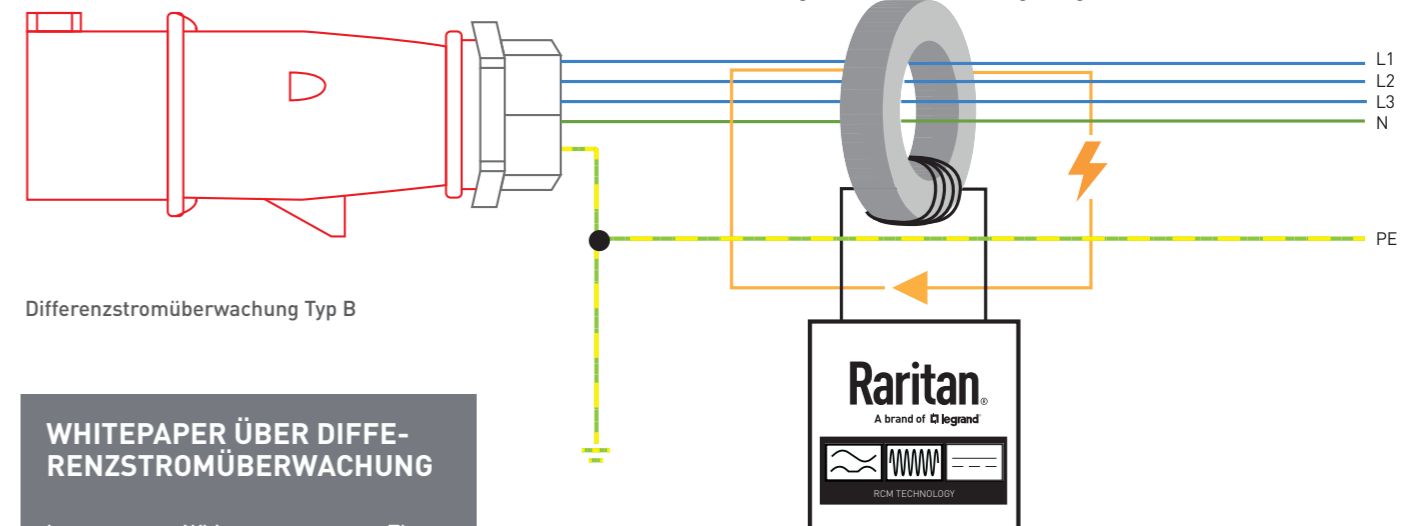 L1
L2
L3
N
PE
Differenzstromüberwachung Typ B
Raritan®
A brand of legrand®
RCM TECHNOLOGY
WHITEPAPER ÜBER DIFFE-
RENZSTROMÜBERWACHUNG